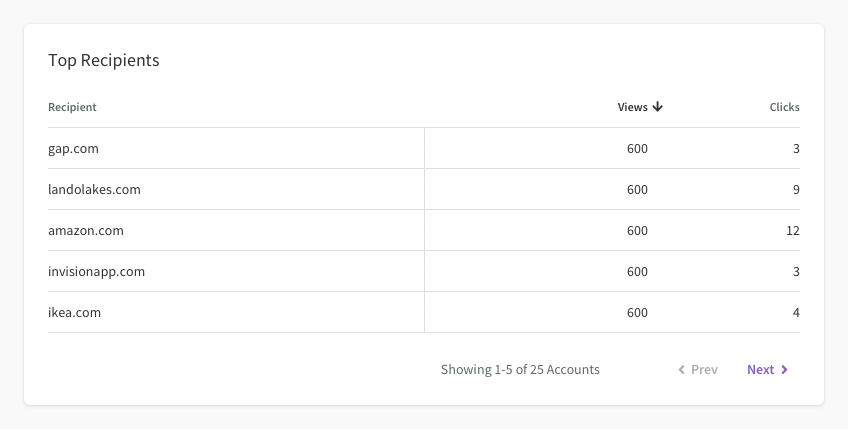 Top Recipients
Recipient Views Clicks
gap.com 600 3
landolakes.com 600 9
amazon.com 600 12
invisionapp.com 600 3
ikea.com 600 4
Showing 1-5 of 25 Accounts Prev Next